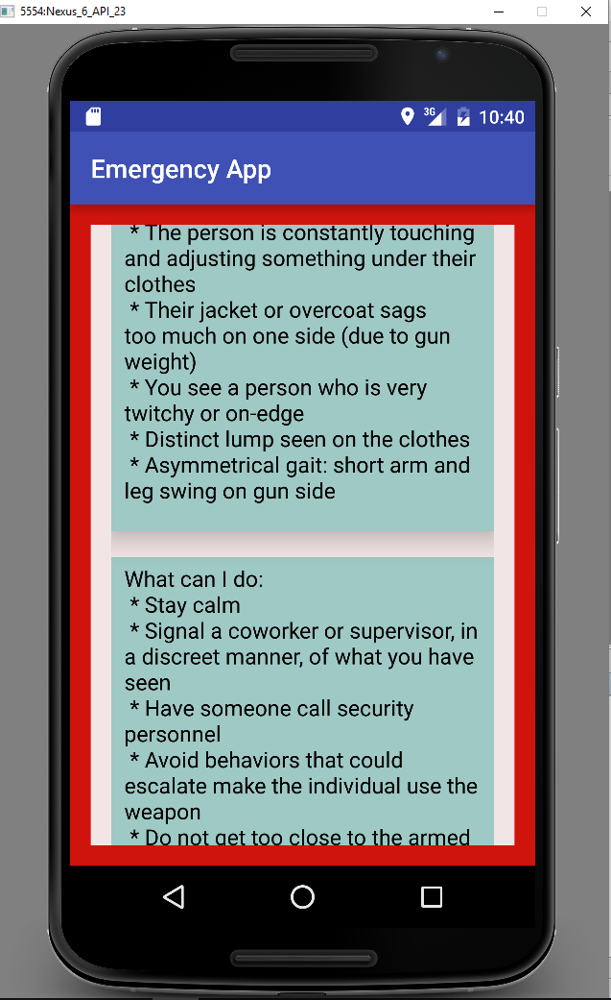 5554:Nexus_6_API_23
3G
10:40
Emergency App
* The person is constantly touching
and adjusting something under their
clothes
* Their jacket or overcoat sags
too much on one side (due to gun
weight)
* You see a person who is very
twitchy or on-edge
* Distinct lump seen on the clothes
* Asymmetrical gait: short arm and
leg swing on gun side
What can I do:
* Stay calm
* Signal a coworker or supervisor, in
a discreet manner, of what you have
seen
* Have someone call security
personnel
* Avoid behaviors that could
escalate make the individual use the
weapon
* Do not get too close to the armed